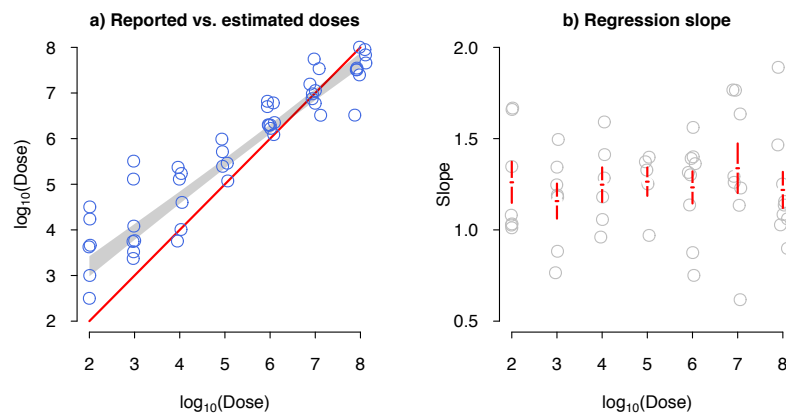 a) Reported vs. estimated doses
8
7
6
5
4
3
2
log10(Dose)
2 3 4 5 6 7 8
log10(Dose)
b) Regression slope
2.0
1.5
1.0
0.5
Slope
2 3 4 5 6 7 8
log10(Dose)